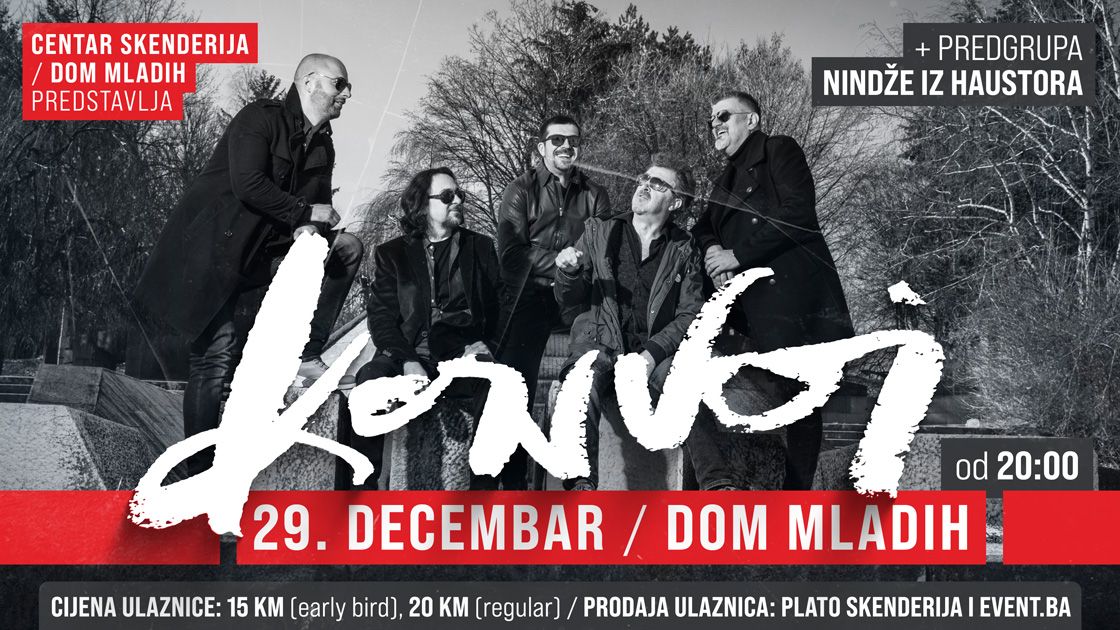 CENTAR SKENDERIJA
/ DOM MLADIH
PREDSTAVLJA
+ PREDGRUPA
NINDŽE IZ HAUSTORA
Konvoj
od 20:00
29. DECEMBAR / DOM MLADIH
CIJENA ULAZNICE: 15 KM (early bird), 20 KM (regular) / PRODAJA ULAZNICA: PLATO SKENDERIJA I EVENT.BA